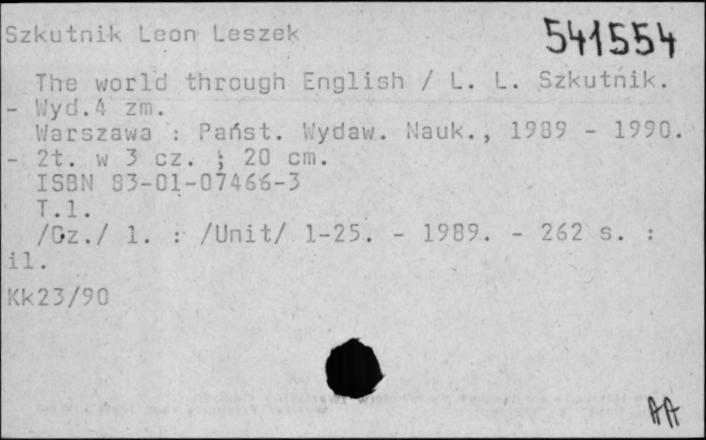 Szkutnik Leon Leszek
541554
The world through English / L. L. Szkutnik.
- Wyd.4 zm.
Warszawa : Państ. Wydaw. Nauk., 1989 - 1990.
- 2t. w 3 cz. ; 20 cm.
ISBN 83-01-07466-3
T.1.
/Cz./ 1. : /Unit/ 1-25. - 1989. - 262 s. :
il.
Kk23/90
AA